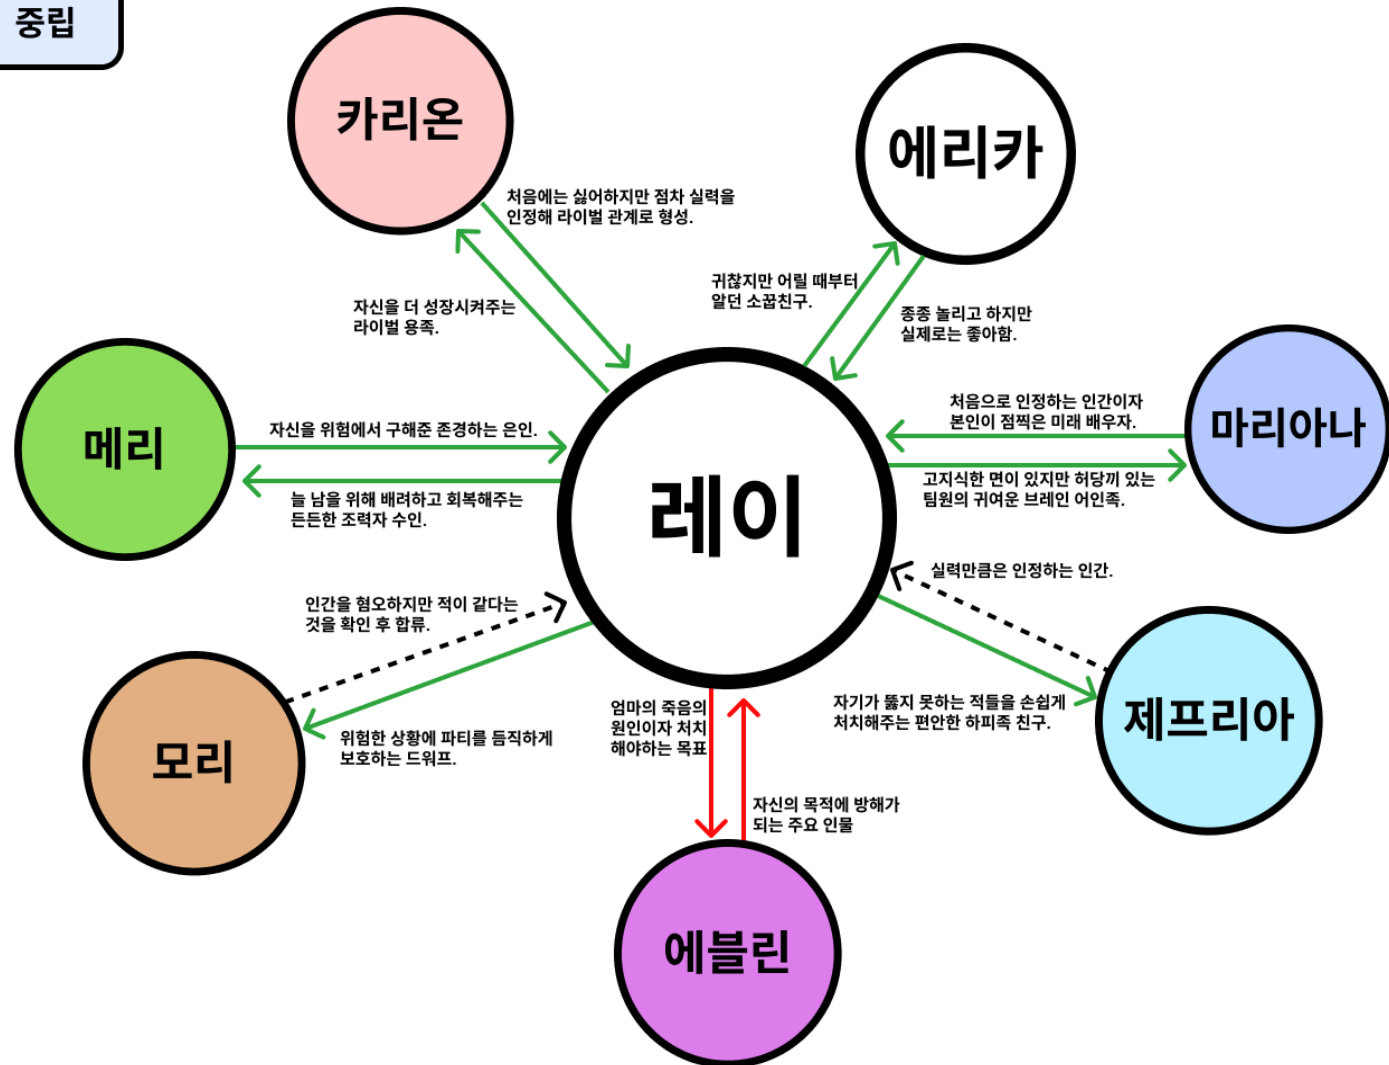 중립
카리온
에리카
처음에는 싫어하지만 점차 실력을
인정해 라이벌 관계로 형성.
귀찮지만 어릴 때부터
알던 소꿉친구.
자신을 더 성장시켜주는
라이벌 용족.
종종 놀리고 하지만
실제로는 좋아함.
메리
자신을 위험에서 구해준 존경하는 은인.
늘 남을 위해 배려하고 회복해주는
든든한 조력자 수인.
레이
처음으로 인정하는 인간이자
본인이 점찍은 미래 배우자.
마리아나
고지식한 면이 있지만 허당끼 있는
팀원의 귀여운 브레인 어인족.
실력만큼은 인정하는 인간.
인간을 혐오하지만 적이 같다는
것을 확인 후 합류.
모리
위험한 상황에 파티를 듬직하게
보호하는 드워프.
엄마의 죽음의
원인이자 처치
해야하는 목표
자기가 뚫지 못하는 적들을 손쉽게
처치해주는 편안한 하피족 친구.
제프리아
자신의 목적에 방해가
되는 주요 인물
에블린